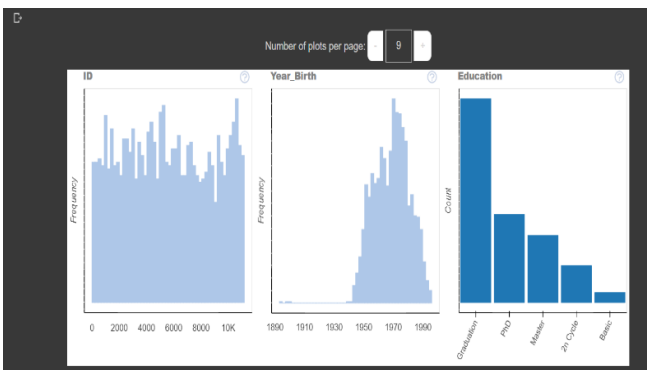 Number of plots per page: - 9 +
ID ?
Year_Birth ?
Education ?
Frequency
0 2000 4000 6000 8000 10K
Frequency
1890 1910 1930 1950 1970 1990
Count
Graduation PhD Master 2n Cycle Basic